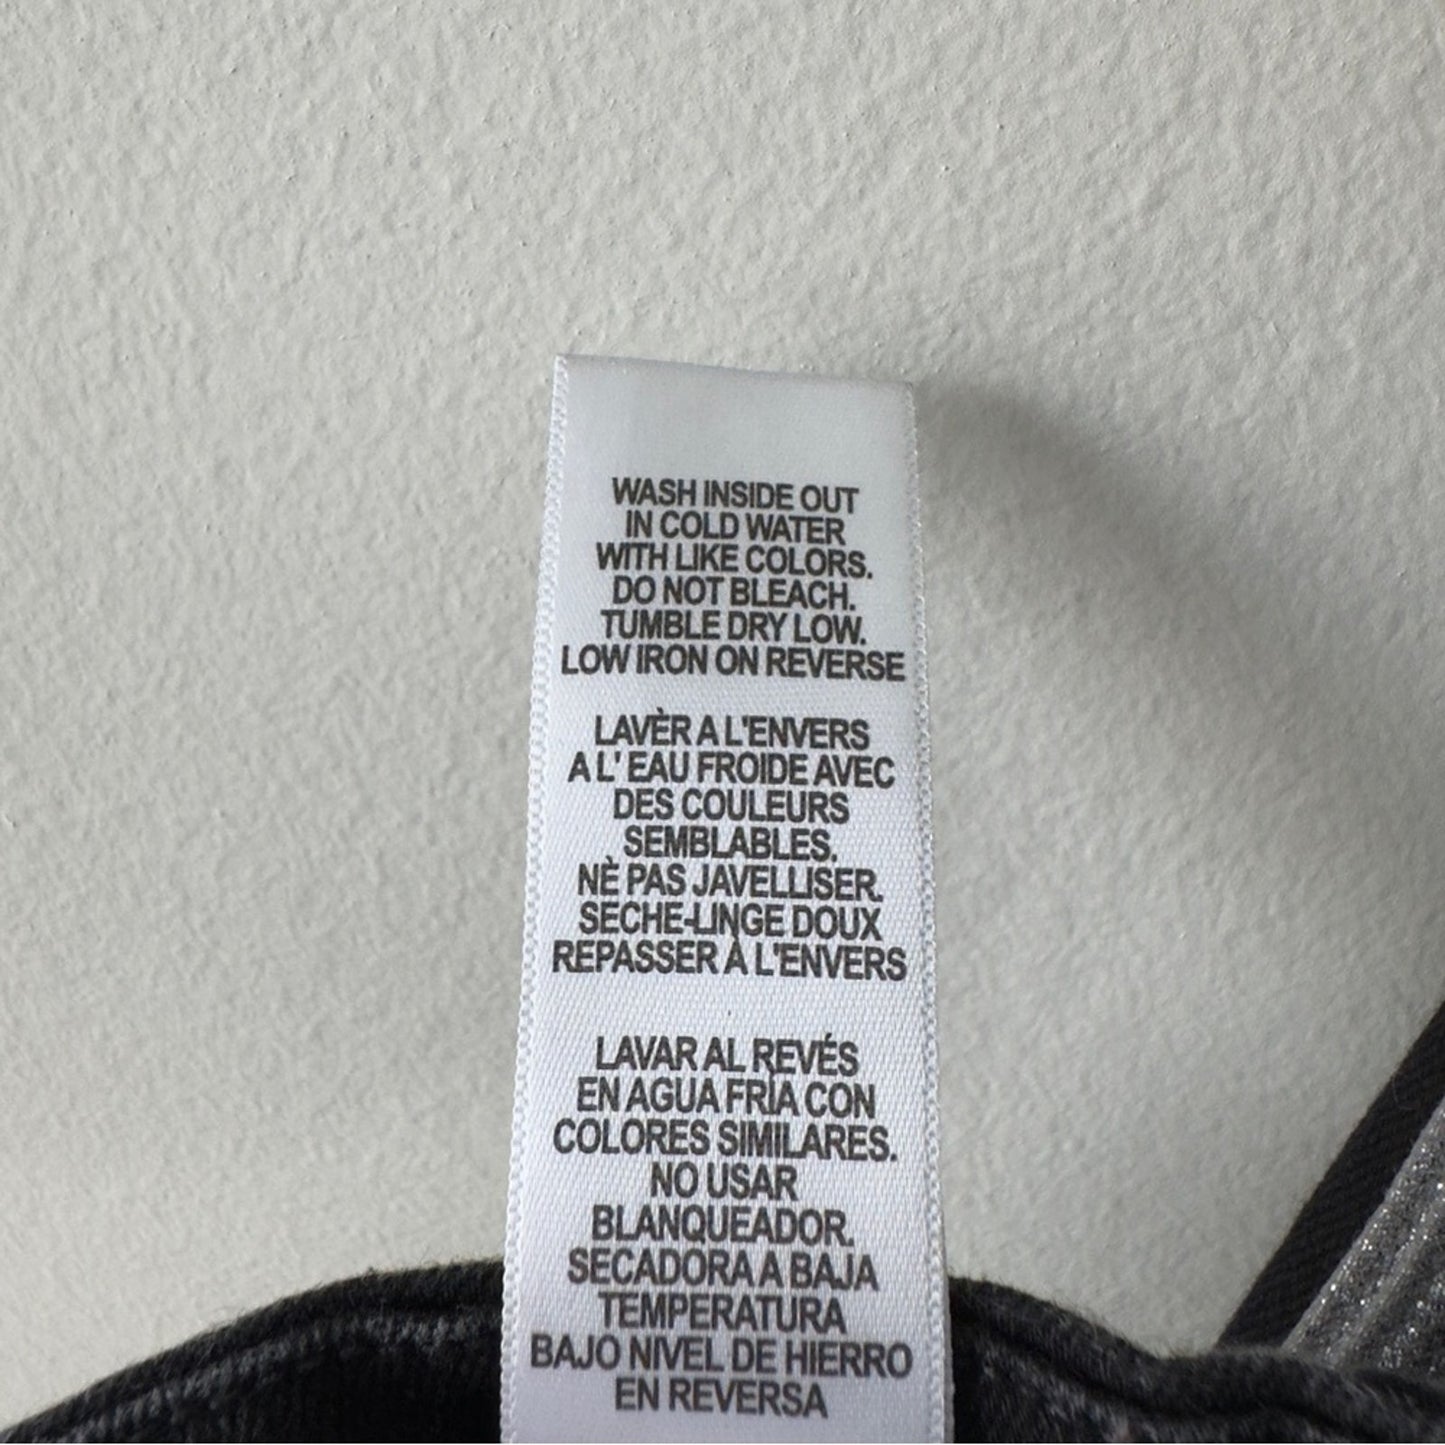 WASH INSIDE OUT
IN COLD WATER
WITH LIKE COLORS.
DO NOT BLEACH.
TUMBLE DRY LOW.
LOW IRON ON REVERSE
LAVÈR A L'ENVERS
A L' EAU FROIDE AVEC
DES COULEURS
SEMBLABLES.
NÈ PAS JAVELLISER.
SECHE-LINGE DOUX
REPASSER À L'ENVERS
LAVAR AL REVÉS
EN AGUA FRÌA CON
COLORES SIMILARES.
NO USAR
BLANQUEADOR.
SECADORA A BAJA
TEMPERATURA
BAJO NIVEL DE HIERRO
EN REVERSA